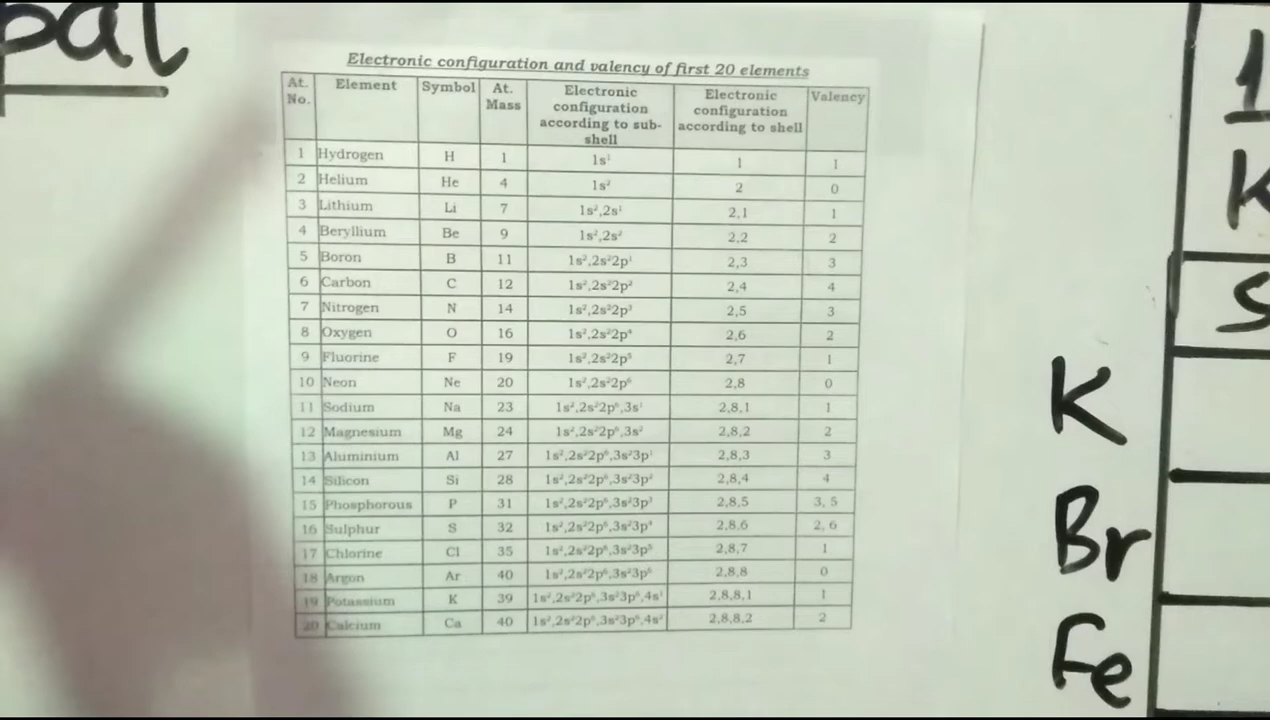 pal
Electronic configuration and valency of first 20 elements
At. No. Element Symbol At. Mass Electronic configuration according to sub-shell Electronic configuration according to shell Valency
1 Hydrogen H 1 1s¹ 1 1
2 Helium He 4 1s² 2 0
3 Lithium Li 7 1s²,2s¹ 2,1 1
4 Beryllium Be 9 1s²,2s² 2,2 2
5 Boron B 11 1s²,2s²2p¹ 2,3 3
6 Carbon C 12 1s²,2s²2p² 2,4 4
7 Nitrogen N 14 1s²,2s²2p³ 2,5 3
8 Oxygen O 16 1s²,2s²2p⁴ 2,6 2
9 Fluorine F 19 1s²,2s²2p⁵ 2,7 1
10 Neon Ne 20 1s²,2s²2p⁶ 2,8 0
11 Sodium Na 23 1s²,2s²2p⁶,3s¹ 2,8,1 1
12 Magnesium Mg 24 1s²,2s²2p⁶,3s² 2,8,2 2
13 Aluminium Al 27 1s²,2s²2p⁶,3s²3p¹ 2,8,3 3
14 Silicon Si 28 1s²,2s²2p⁶,3s²3p² 2,8,4 4
15 Phosphorous P 31 1s²,2s²2p⁶,3s²3p³ 2,8,5 3, 5
16 Sulphur S 32 1s²,2s²2p⁶,3s²3p⁴ 2,8,6 2, 6
17 Chlorine Cl 35 1s²,2s²2p⁶,3s²3p⁵ 2,8,7 1
18 Argon Ar 40 1s²,2s²2p⁶,3s²3p⁶ 2,8,8 0
19 Potassium K 39 1s²,2s²2p⁶,3s²3p⁶,4s¹ 2,8,8,1 1
20 Calcium Ca 40 1s²,2s²2p⁶,3s²3p⁶,4s² 2,8,8,2 2
1
K
S
K
Br
Fe